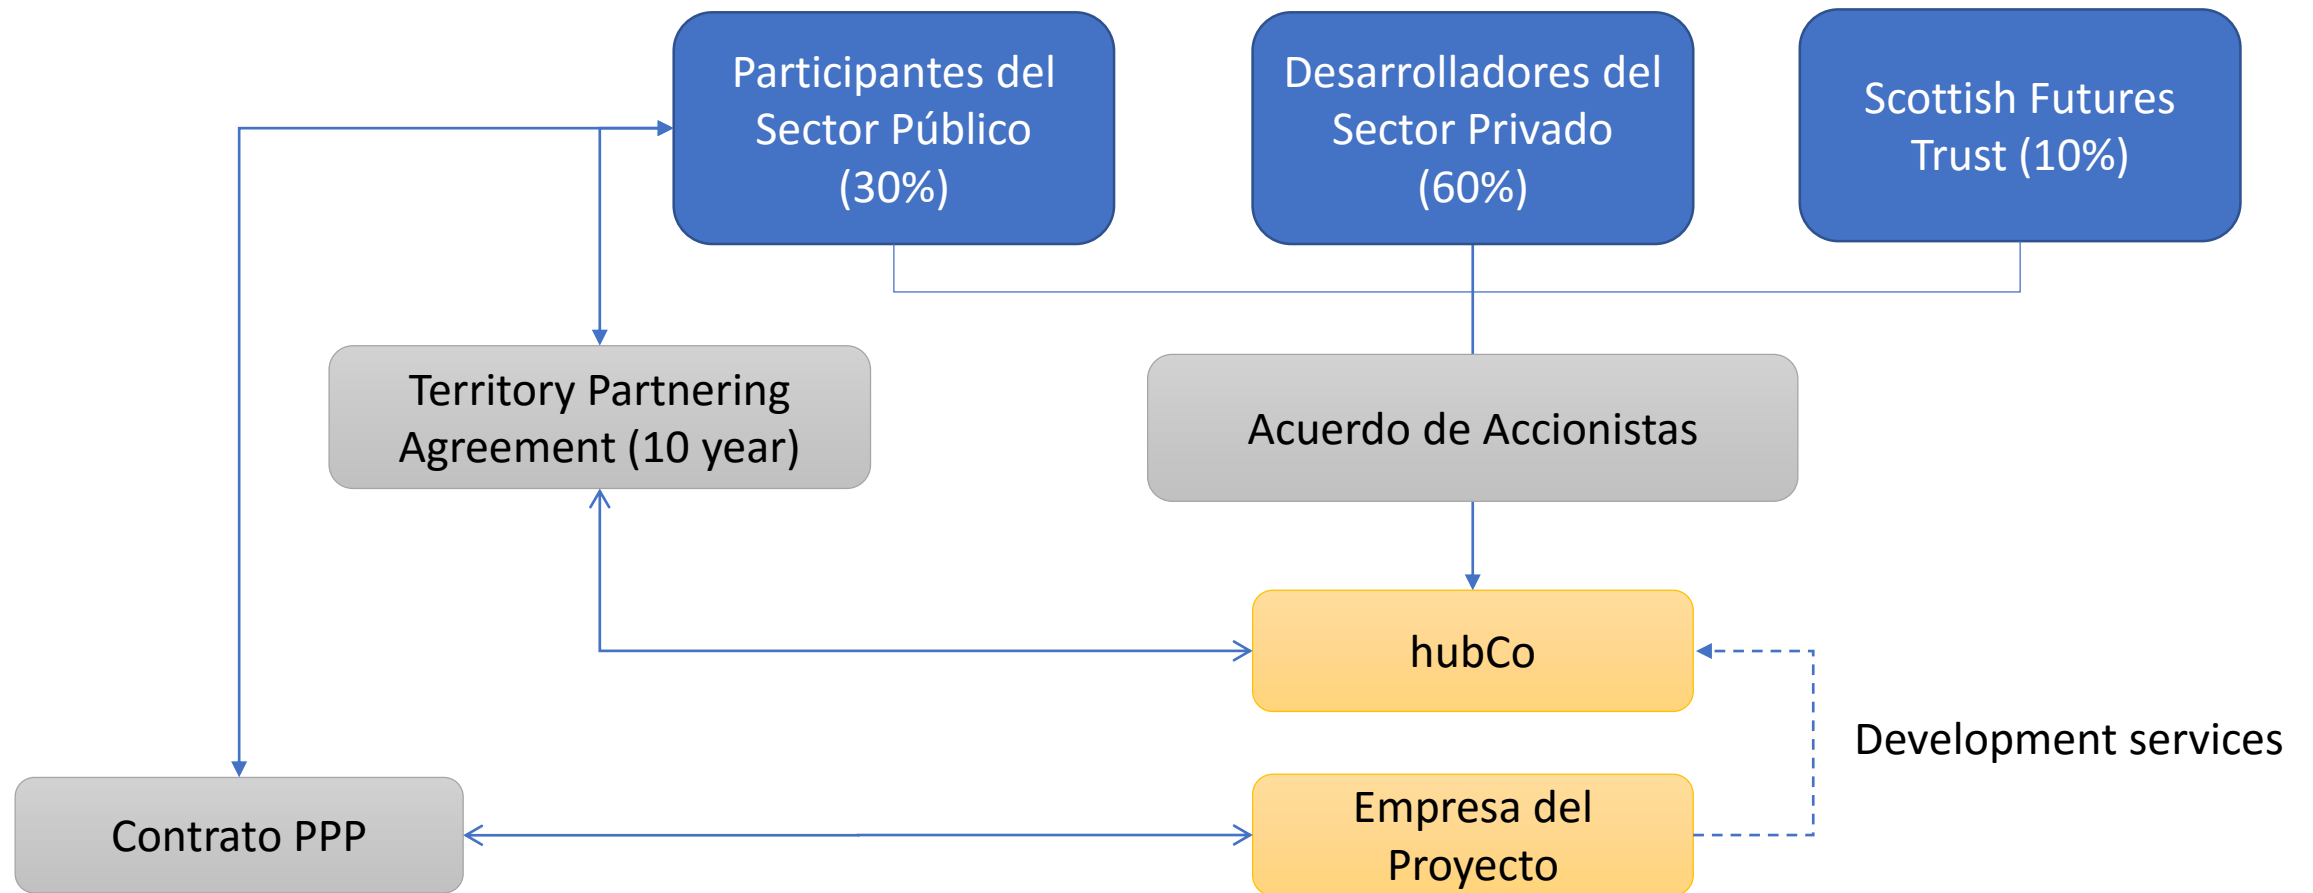 Participantes del
Sector Público
(30%)
Desarrolladores del
Sector Privado
(60%)
Scottish Futures
Trust (10%)
Territory Partnering
Agreement (10 year)
Acuerdo de Accionistas
hubCo
Development services
Contrato PPP
Empresa del
Proyecto